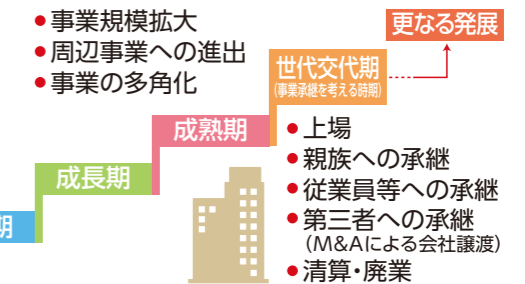 ● 事業規模拡大
● 周辺事業への進出
● 事業の多角化
更なる発展
世代交代期
(事業承継を考える時期)
成熟期
成長期
期
● 上場
● 親族への承継
● 従業員等への承継
● 第三者への承継
(M&Aによる会社譲渡)
● 清算・廃業